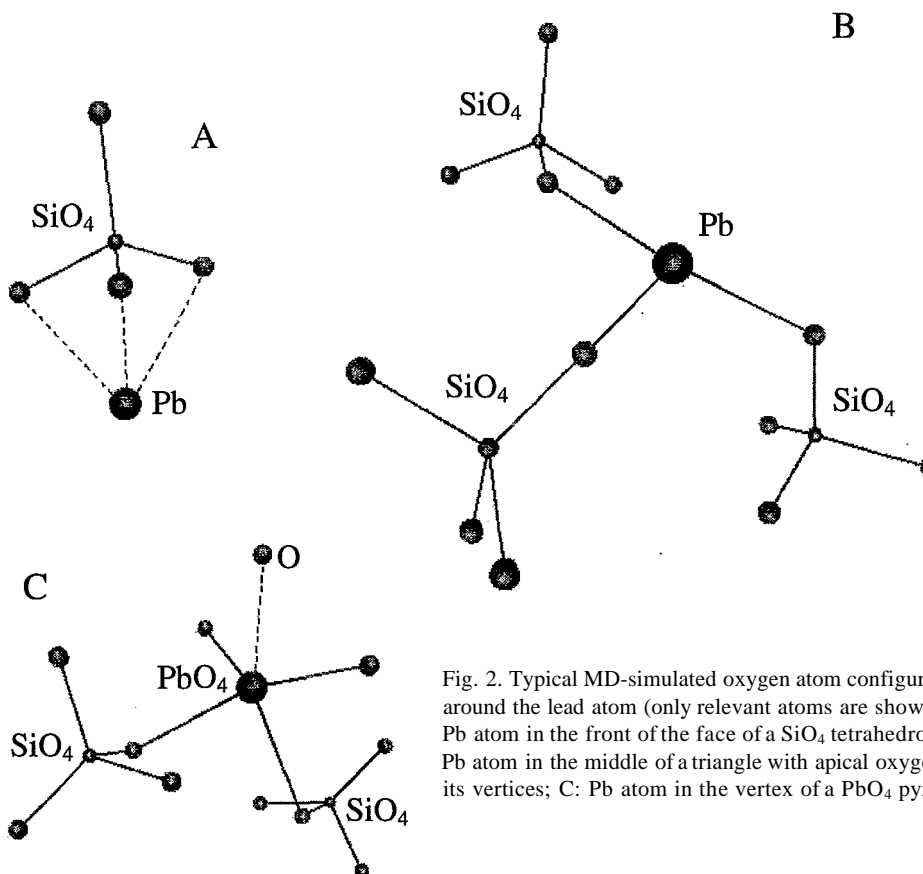 B
SiO4
A
SiO4
Pb
Pb
SiO4
SiO4
O
C
PbO4
SiO4
SiO4
Fig. 2. Typical MD-simulated oxygen atom configur
around the lead atom (only relevant atoms are show
Pb atom in the front of the face of a SiO4 tetrahedro
Pb atom in the middle of a triangle with apical oxyge
its vertices; C: Pb atom in the vertex of a PbO4 pyr